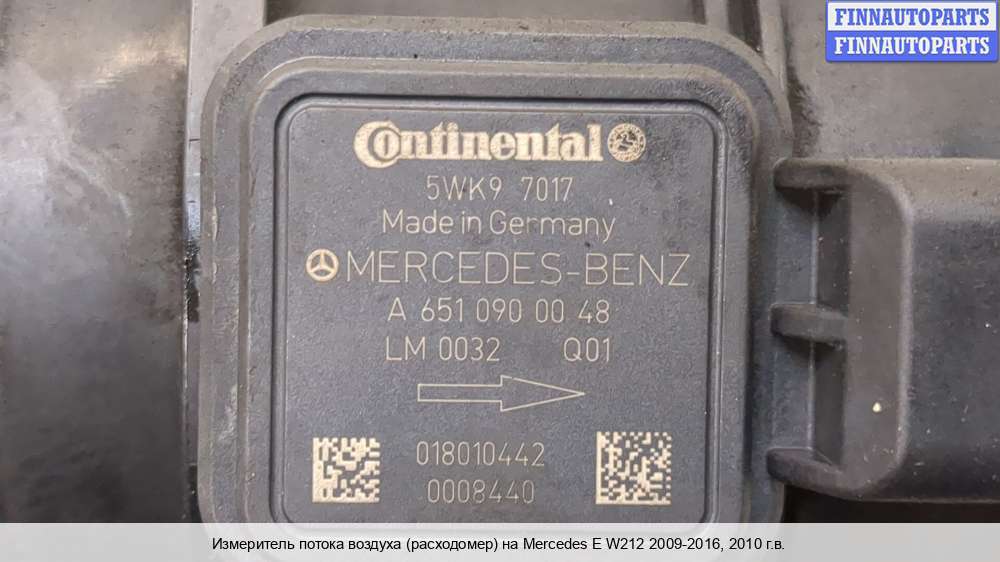 FINNAUTOPARTS
FINNAUTOPARTS
Continental
5WK9 7017
Made in Germany
MERCEDES-BENZ
A 651 090 00 48
LM 0032 Q01
018010442
0008440
Измеритель потока воздуха (расходомер) на Mercedes E W212 2009-2016, 2010 г.в.